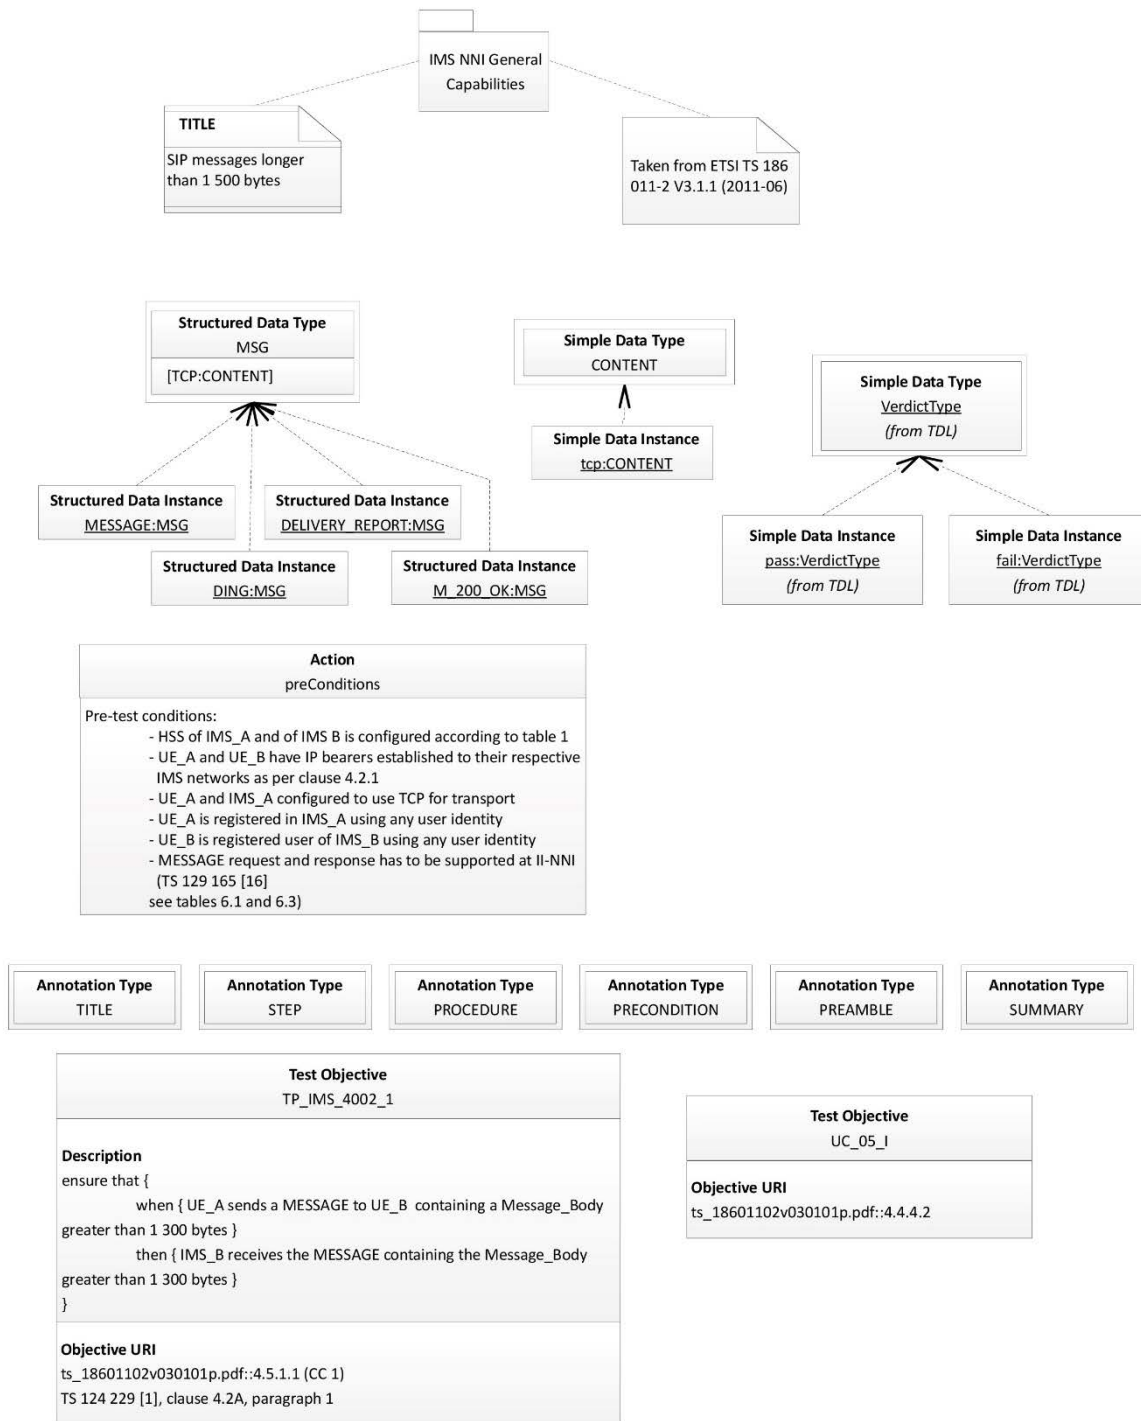 IMS NNI General
Capabilities
TITLE
SIP messages longer
than 1 500 bytes
Taken from ETSI TS 186
011-2 V3.1.1 (2011-06)
Structured Data Type
MSG
[TCP:CONTENT]
Simple Data Type
CONTENT
Simple Data Type
VerdictType
(from TDL)
Simple Data Instance
tcp:CONTENT
Structured Data Instance
MESSAGE:MSG
Structured Data Instance
DELIVERY_REPORT:MSG
Simple Data Instance
pass:VerdictType
(from TDL)
Simple Data Instance
fail:VerdictType
(from TDL)
Structured Data Instance
DING:MSG
Structured Data Instance
M_200_OK:MSG
Action
preConditions
Pre-test conditions:
- HSS of IMS_A and of IMS B is configured according to table 1
- UE_A and UE_B have IP bearers established to their respective
IMS networks as per clause 4.2.1
- UE_A and IMS_A configured to use TCP for transport
- UE_A is registered in IMS_A using any user identity
- UE_B is registered user of IMS_B using any user identity
- MESSAGE request and response has to be supported at II-NNI
(TS 129 165 [16]
see tables 6.1 and 6.3)
Annotation Type
TITLE
Annotation Type
STEP
Annotation Type
PROCEDURE
Annotation Type
PRECONDITION
Annotation Type
PREAMBLE
Annotation Type
SUMMARY
Test Objective
TP_IMS_4002_1
Description
ensure that {
when { UE_A sends a MESSAGE to UE_B containing a Message_Body
greater than 1 300 bytes }
then { IMS_B receives the MESSAGE containing the Message_Body
greater than 1 300 bytes }
}
Objective URI
ts_18601102v030101p.pdf::4.5.1.1 (CC 1)
TS 124 229 [1], clause 4.2A, paragraph 1
Test Objective
UC_05_I
Objective URI
ts_18601102v030101p.pdf::4.4.4.2